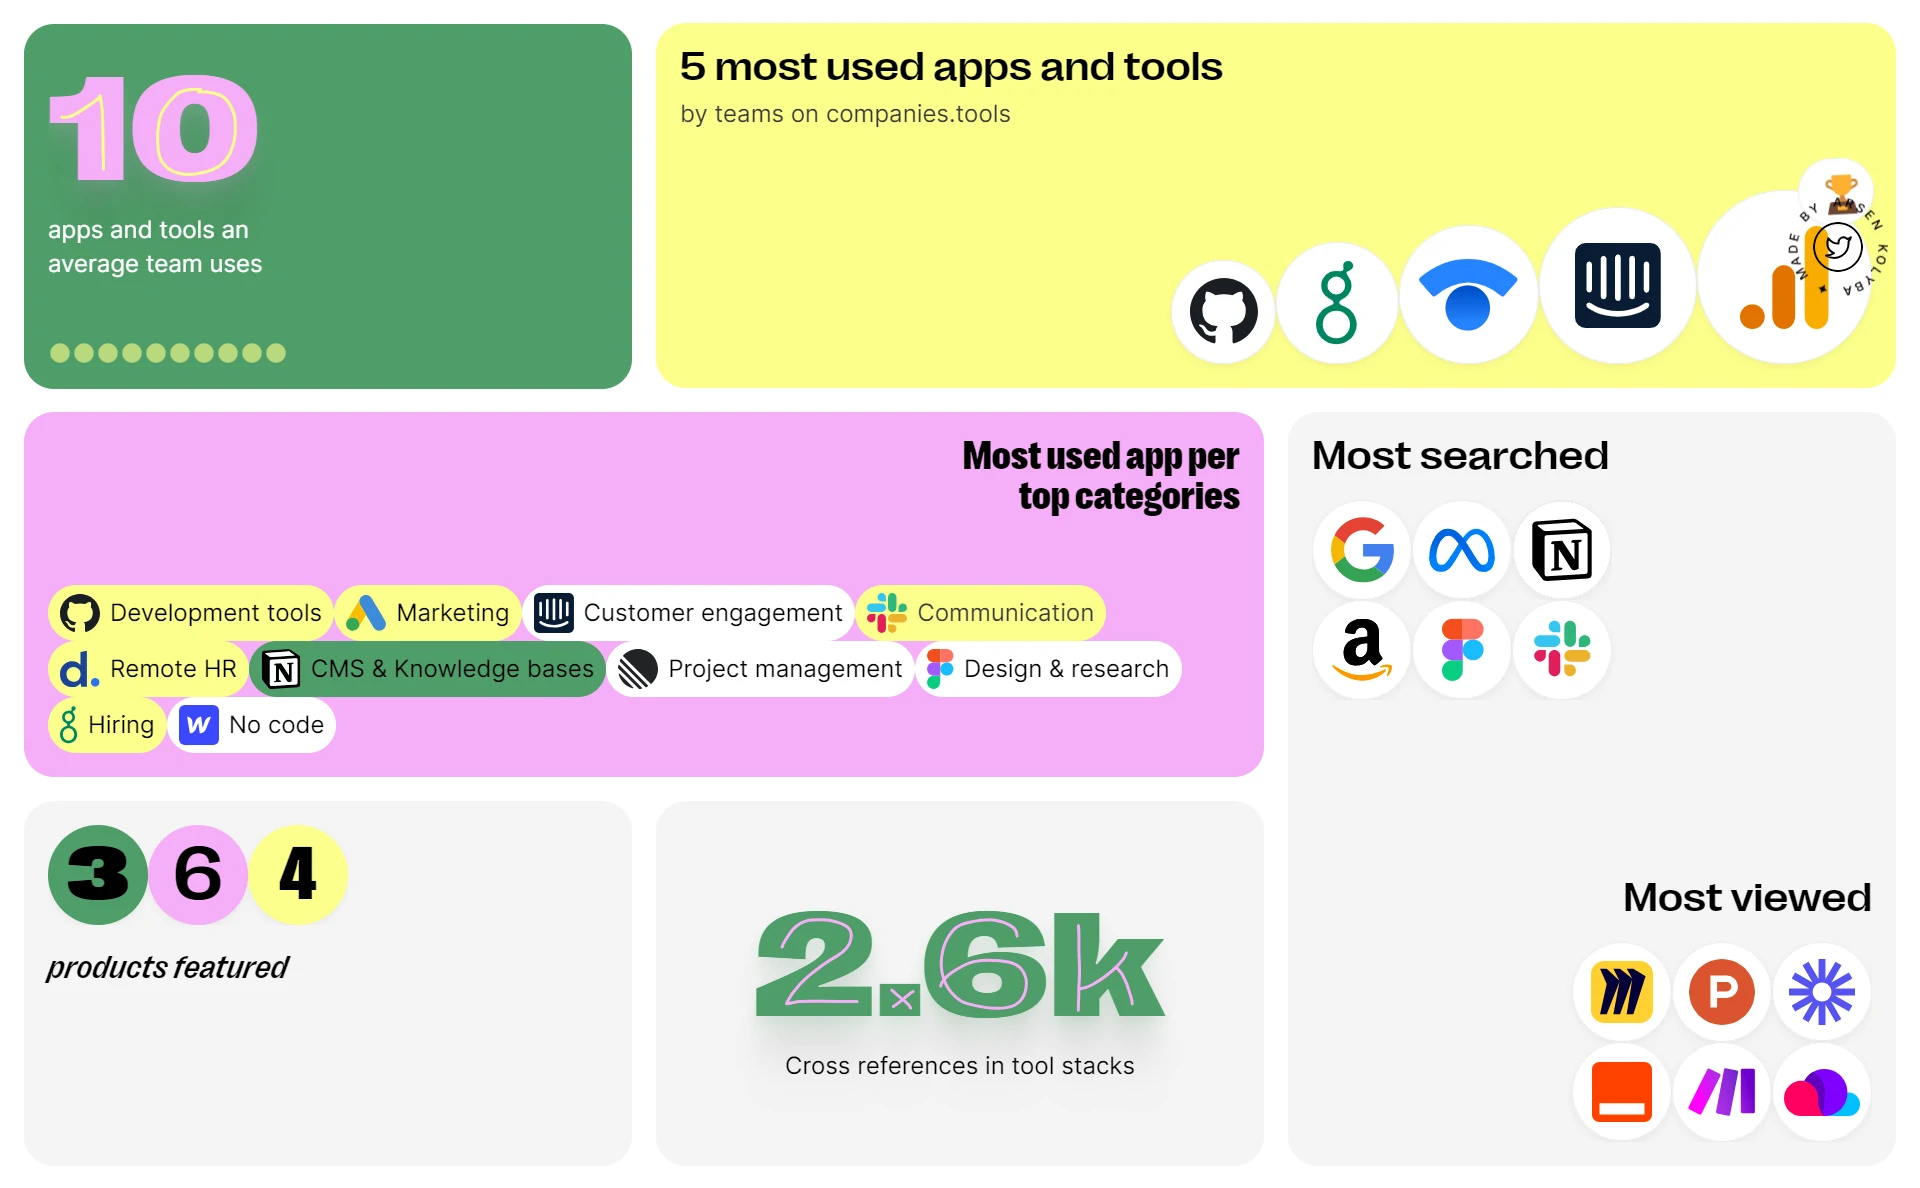 10
apps and tools an
average team uses
5 most used apps and tools
by teams on companies.tools
MADE BY ARSEN KOLYBA
Most used app per
top categories
Development tools
Marketing
Customer engagement
Communication
d. Remote HR
N CMS & Knowledge bases
Project management
Design & research
Hiring
w No code
Most searched
G
N
a
364
products featured
2.6k
Cross references in tool stacks
Most viewed
P